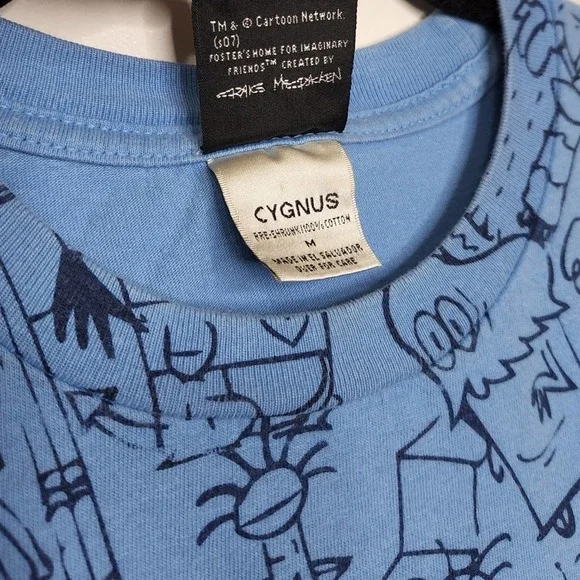 TM & © Cartoon Network.
(s07)
FOSTER'S HOME FOR IMAGINARY
FRIENDS™ CREATED BY
CRAIG McCRACKEN
CYGNUS
PRE-SHRUNK 100% COTTON
M
MADE IN EL SALVADOR
OVER FOR CARE